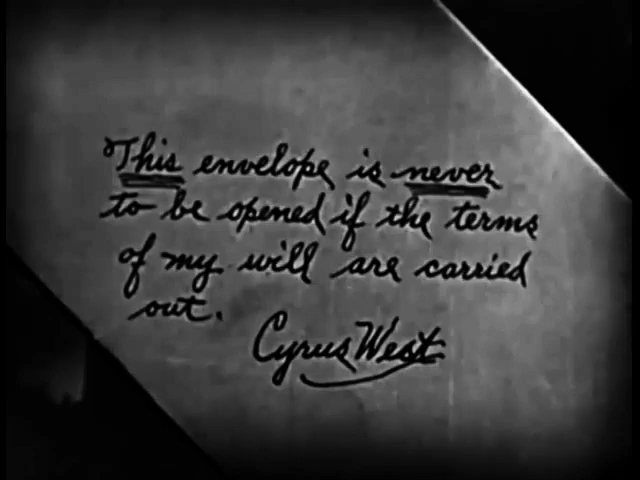 This envelope is never
to be opened if the terms
of my will are carried
out.
Cyrus West